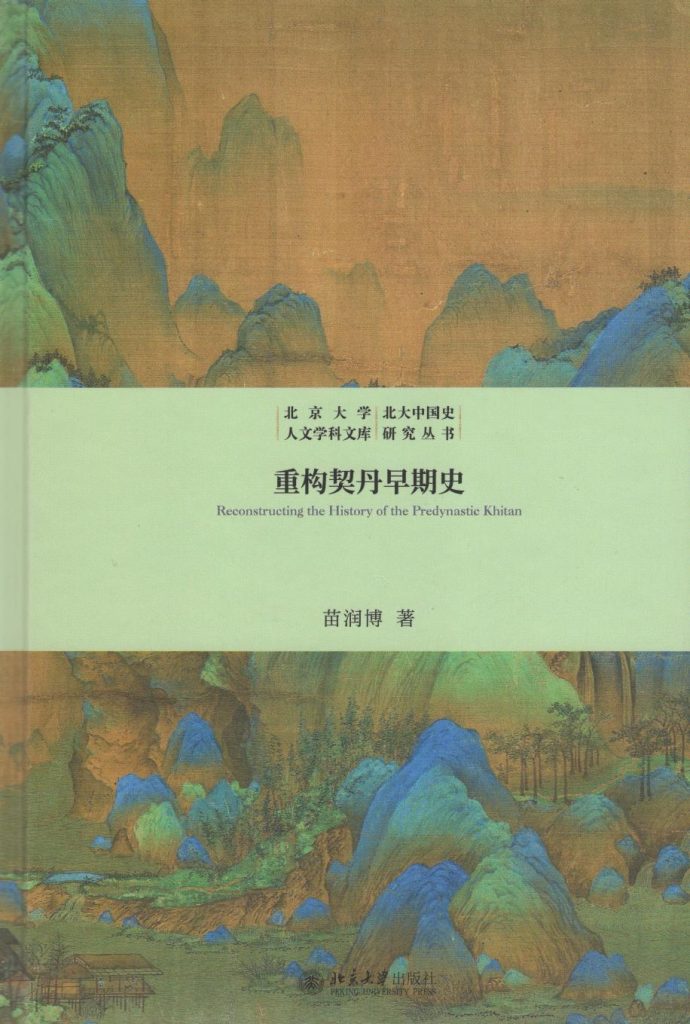 北京大学 北大中国史
人文学科文库 研究丛书
重构契丹早期史
Reconstructing the History of the Predynastic Khitan
苗润博 著
北京大学出版社
PEKING UNIVERSITY PRESS